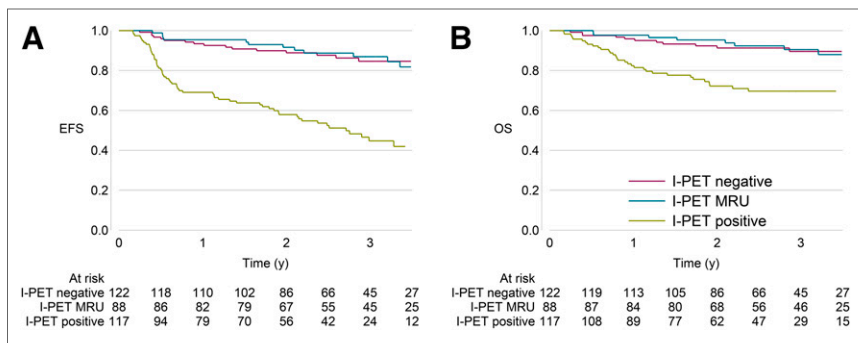 A
1.0
0.8
0.6
EFS
0.4
0.2
0.0
0 1 2 3
Time (y)
At risk
I-PET negative 122 118 110 102 86 66 45 27
I-PET MRU 88 86 82 79 67 55 45 25
I-PET positive 117 94 79 70 56 42 24 12
B
1.0
0.8
0.6
OS
0.4
0.2
0.0
I-PET negative
I-PET MRU
I-PET positive
0 1 2 3
Time (y)
At risk
I-PET negative 122 119 113 105 86 66 45 27
I-PET MRU 88 87 84 80 68 56 46 25
I-PET positive 117 108 89 77 62 47 29 15